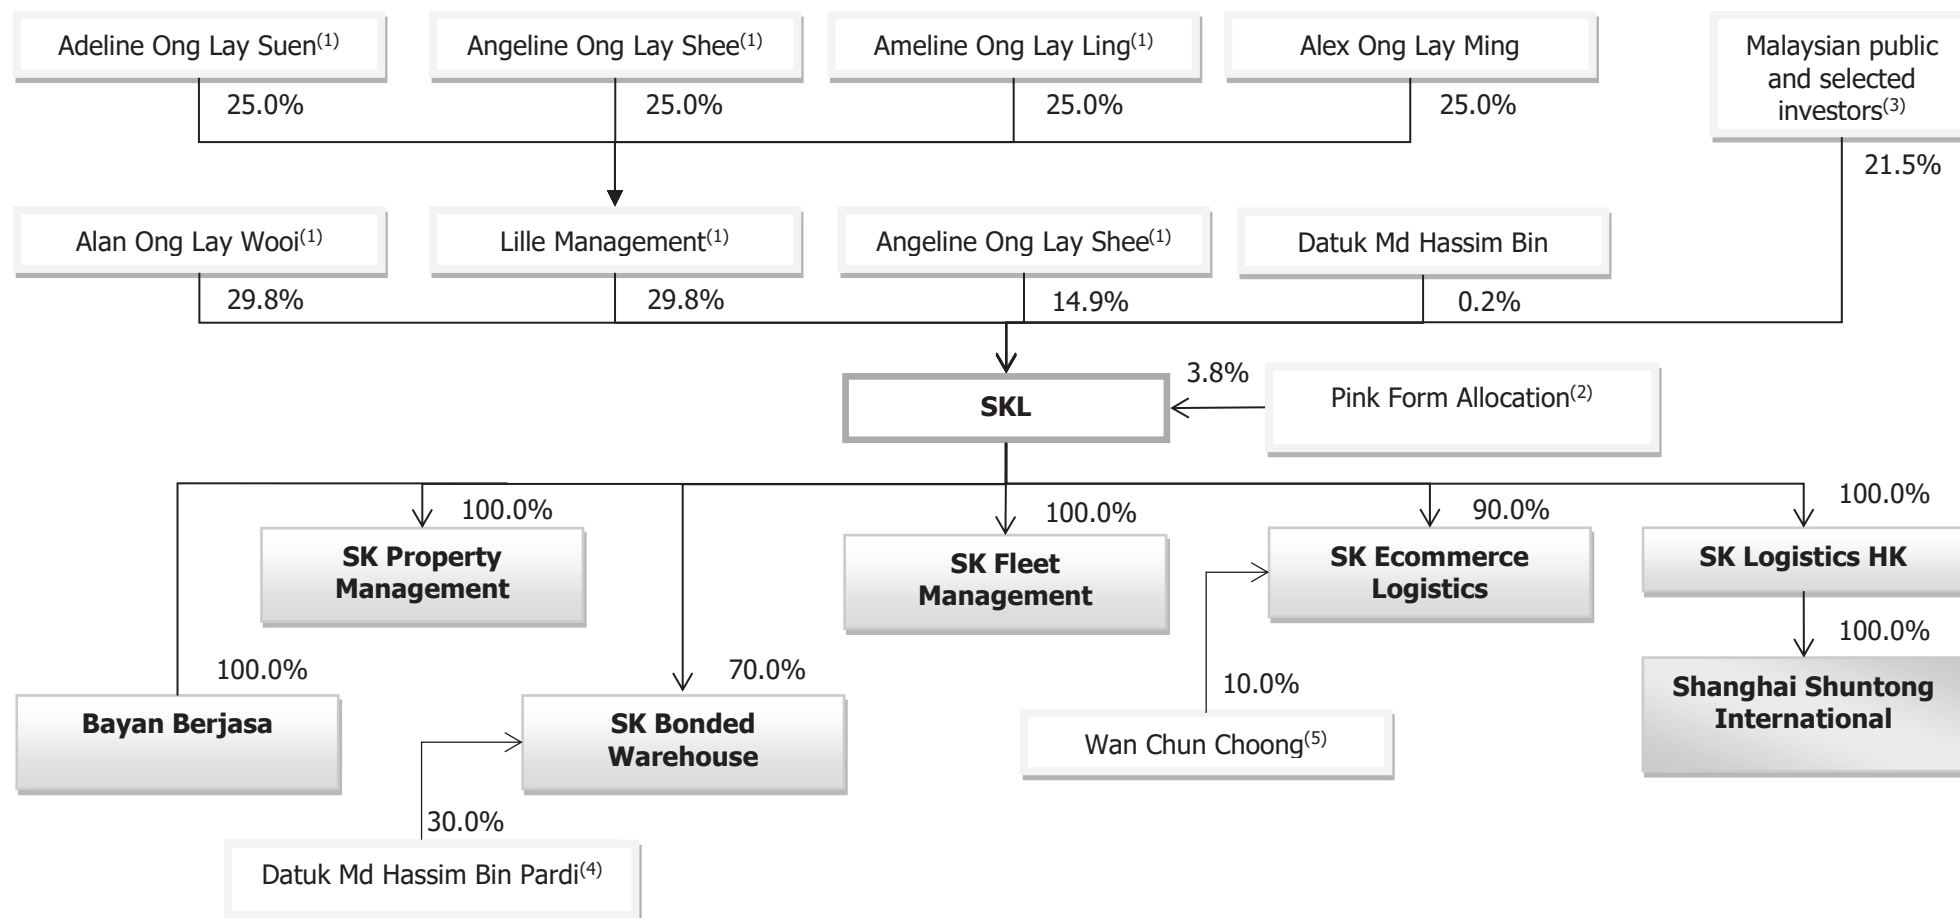 Adeline Ong Lay Suen(1)
Angeline Ong Lay Shee(1)
Ameline Ong Lay Ling(1)
Alex Ong Lay Ming
Malaysian public
and selected
investors(3)
25.0%
25.0%
25.0%
25.0%
21.5%
Alan Ong Lay Wooi(1)
Lille Management(1)
Angeline Ong Lay Shee(1)
Datuk Md Hassim Bin
29.8%
29.8%
14.9%
0.2%
SKL
3.8%
Pink Form Allocation(2)
100.0%
SK Property
Management
100.0%
SK Fleet
Management
90.0%
SK Ecommerce
Logistics
100.0%
SK Logistics HK
100.0%
Bayan Berjasa
70.0%
SK Bonded
Warehouse
10.0%
Wan Chun Choong(5)
100.0%
Shanghai Shuntong
International
30.0%
Datuk Md Hassim Bin Pardi(4)